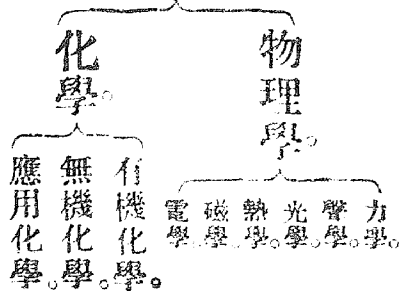 物理學。
力學。
聲學。
光學。
熱學。
磁學。
電學。
化學。
有機化學。
無機化學。
應用化學。